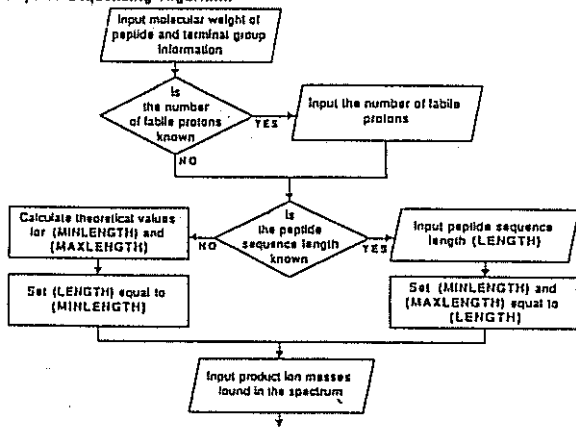 Sequencing Algorithm
Input molecular weight of
peptide and terminal group
information
Is
the number
of labile protons
known
YES
NO
Input the number of labile
protons
Is
the peptide
sequence length
known
NO
YES
Calculate theoretical values
for (MINLENGTH) and
(MAXLENGTH)
Input peptide sequence
length (LENGTH)
Set (LENGTH) equal to
(MINLENGTH)
Set (MINLENGTH) and
(MAXLENGTH) equal to
(LENGTH)
Input product ion masses
found in the spectrum